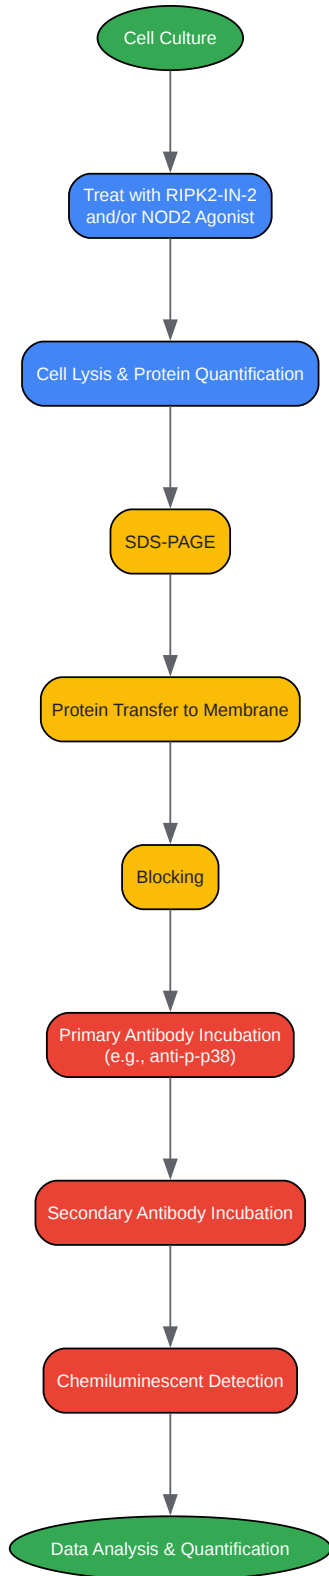 Cell Culture
Treat with RIPK2-IN-2
and/or NOD2 Agonist
Cell Lysis & Protein Quantification
SDS-PAGE
Protein Transfer to Membrane
Blocking
Primary Antibody Incubation
(e.g., anti-p-p38)
Secondary Antibody Incubation
Chemiluminescent Detection
Data Analysis & Quantification